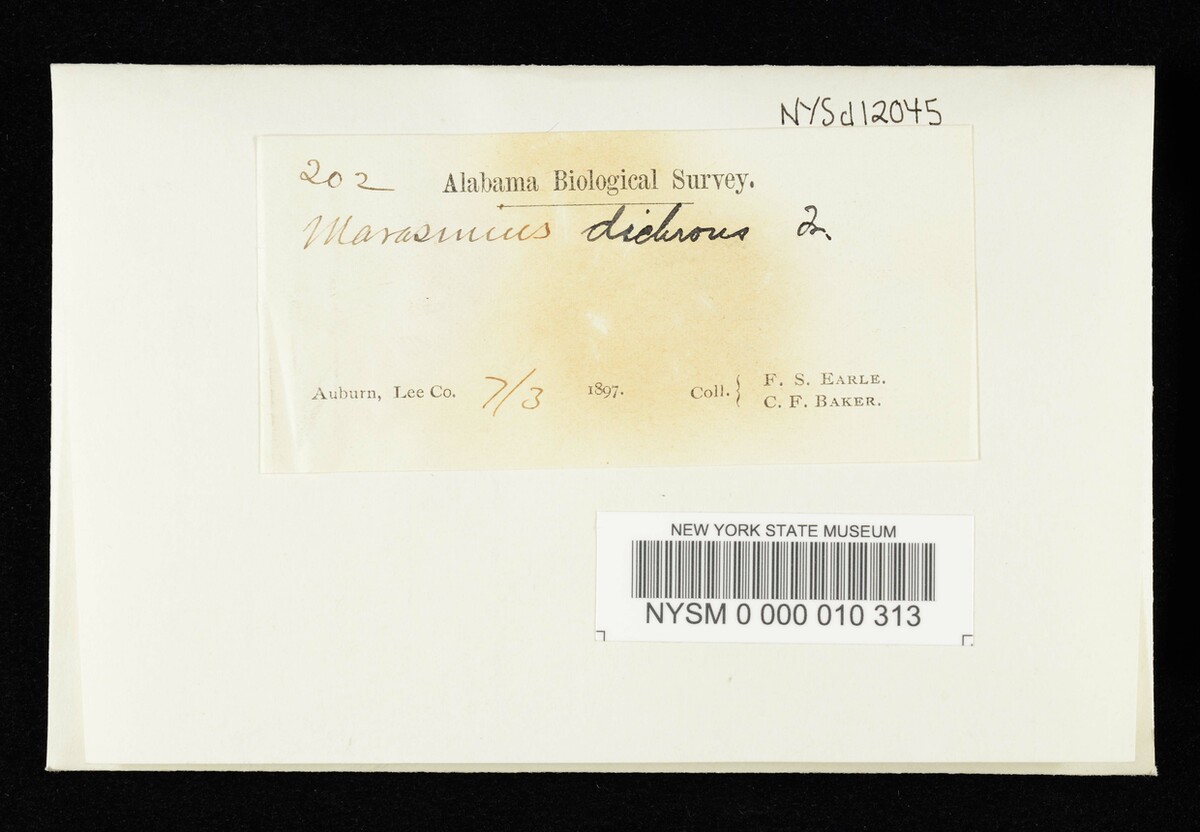 NYSd12045
202 Alabama Biological Survey.
Marasmius dichrous
Auburn, Lee Co. 7/3 1897. Coll. { F. S. EARLE.
C. F. BAKER.
NEW YORK STATE MUSEUM
NYSM 0 000 010 313